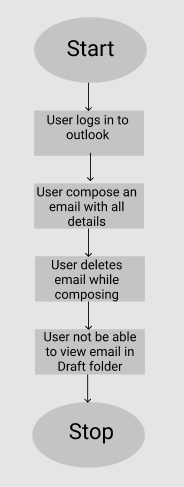 Start
User logs in to
outlook
User compose an
email with all
details
User deletes
email while
composing
User not be able
to view email in
Draft folder
Stop